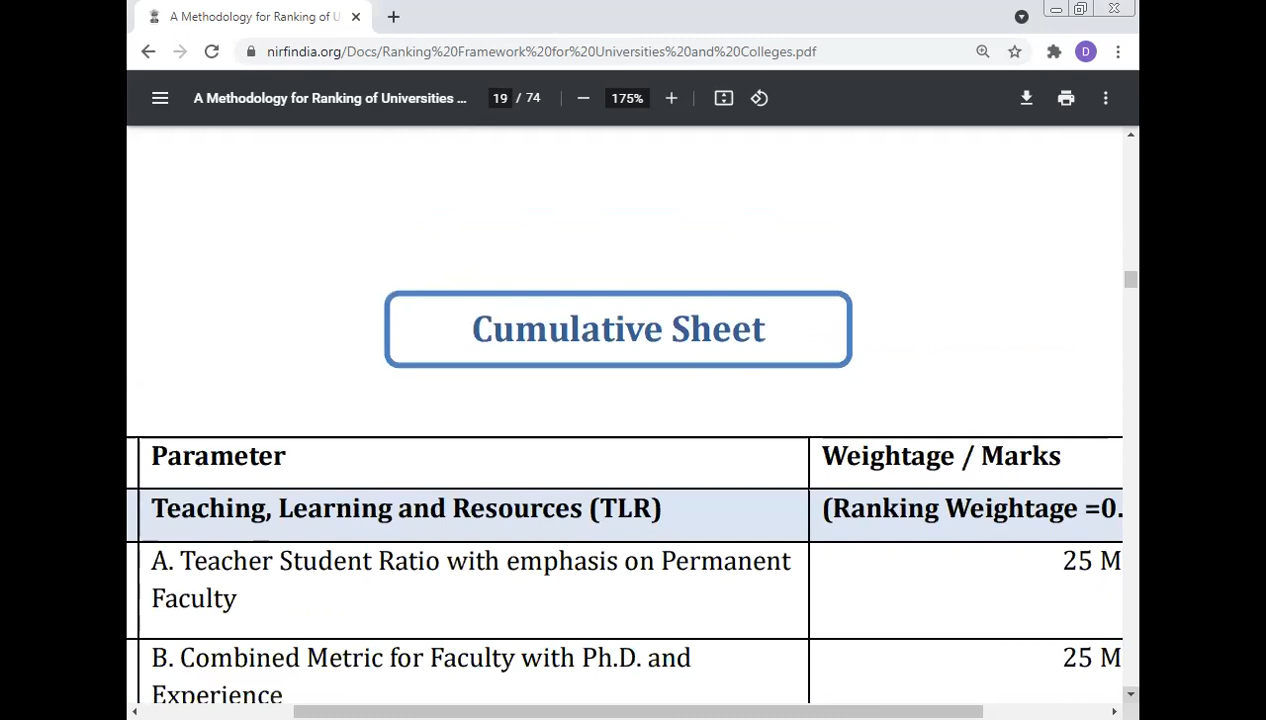 A Methodology for Ranking of U
nirfindia.org/Docs/Ranking%20Framework%20for%20Universities%20and%20Colleges.pdf
D
A Methodology for Ranking of Universities ...
19 / 74
175%
Cumulative Sheet
Parameter
Weightage / Marks
Teaching, Learning and Resources (TLR)
(Ranking Weightage =0.
A. Teacher Student Ratio with emphasis on Permanent
Faculty
25 M
B. Combined Metric for Faculty with Ph.D. and
Experience
25 M